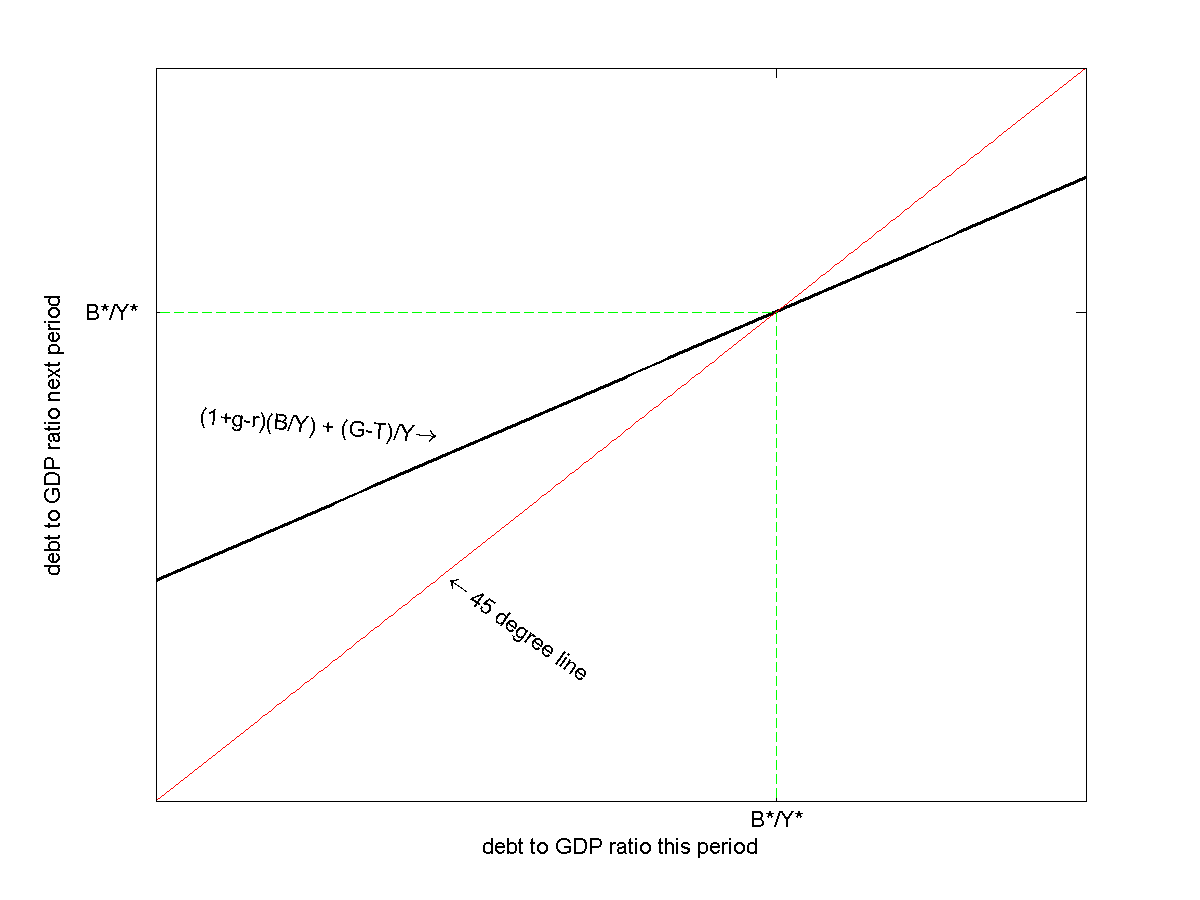 debt to GDP ratio next period
B*/Y*
(1+g-r)(B/Y) + (G-T)/Y→
← 45 degree line
B*/Y*
debt to GDP ratio this period